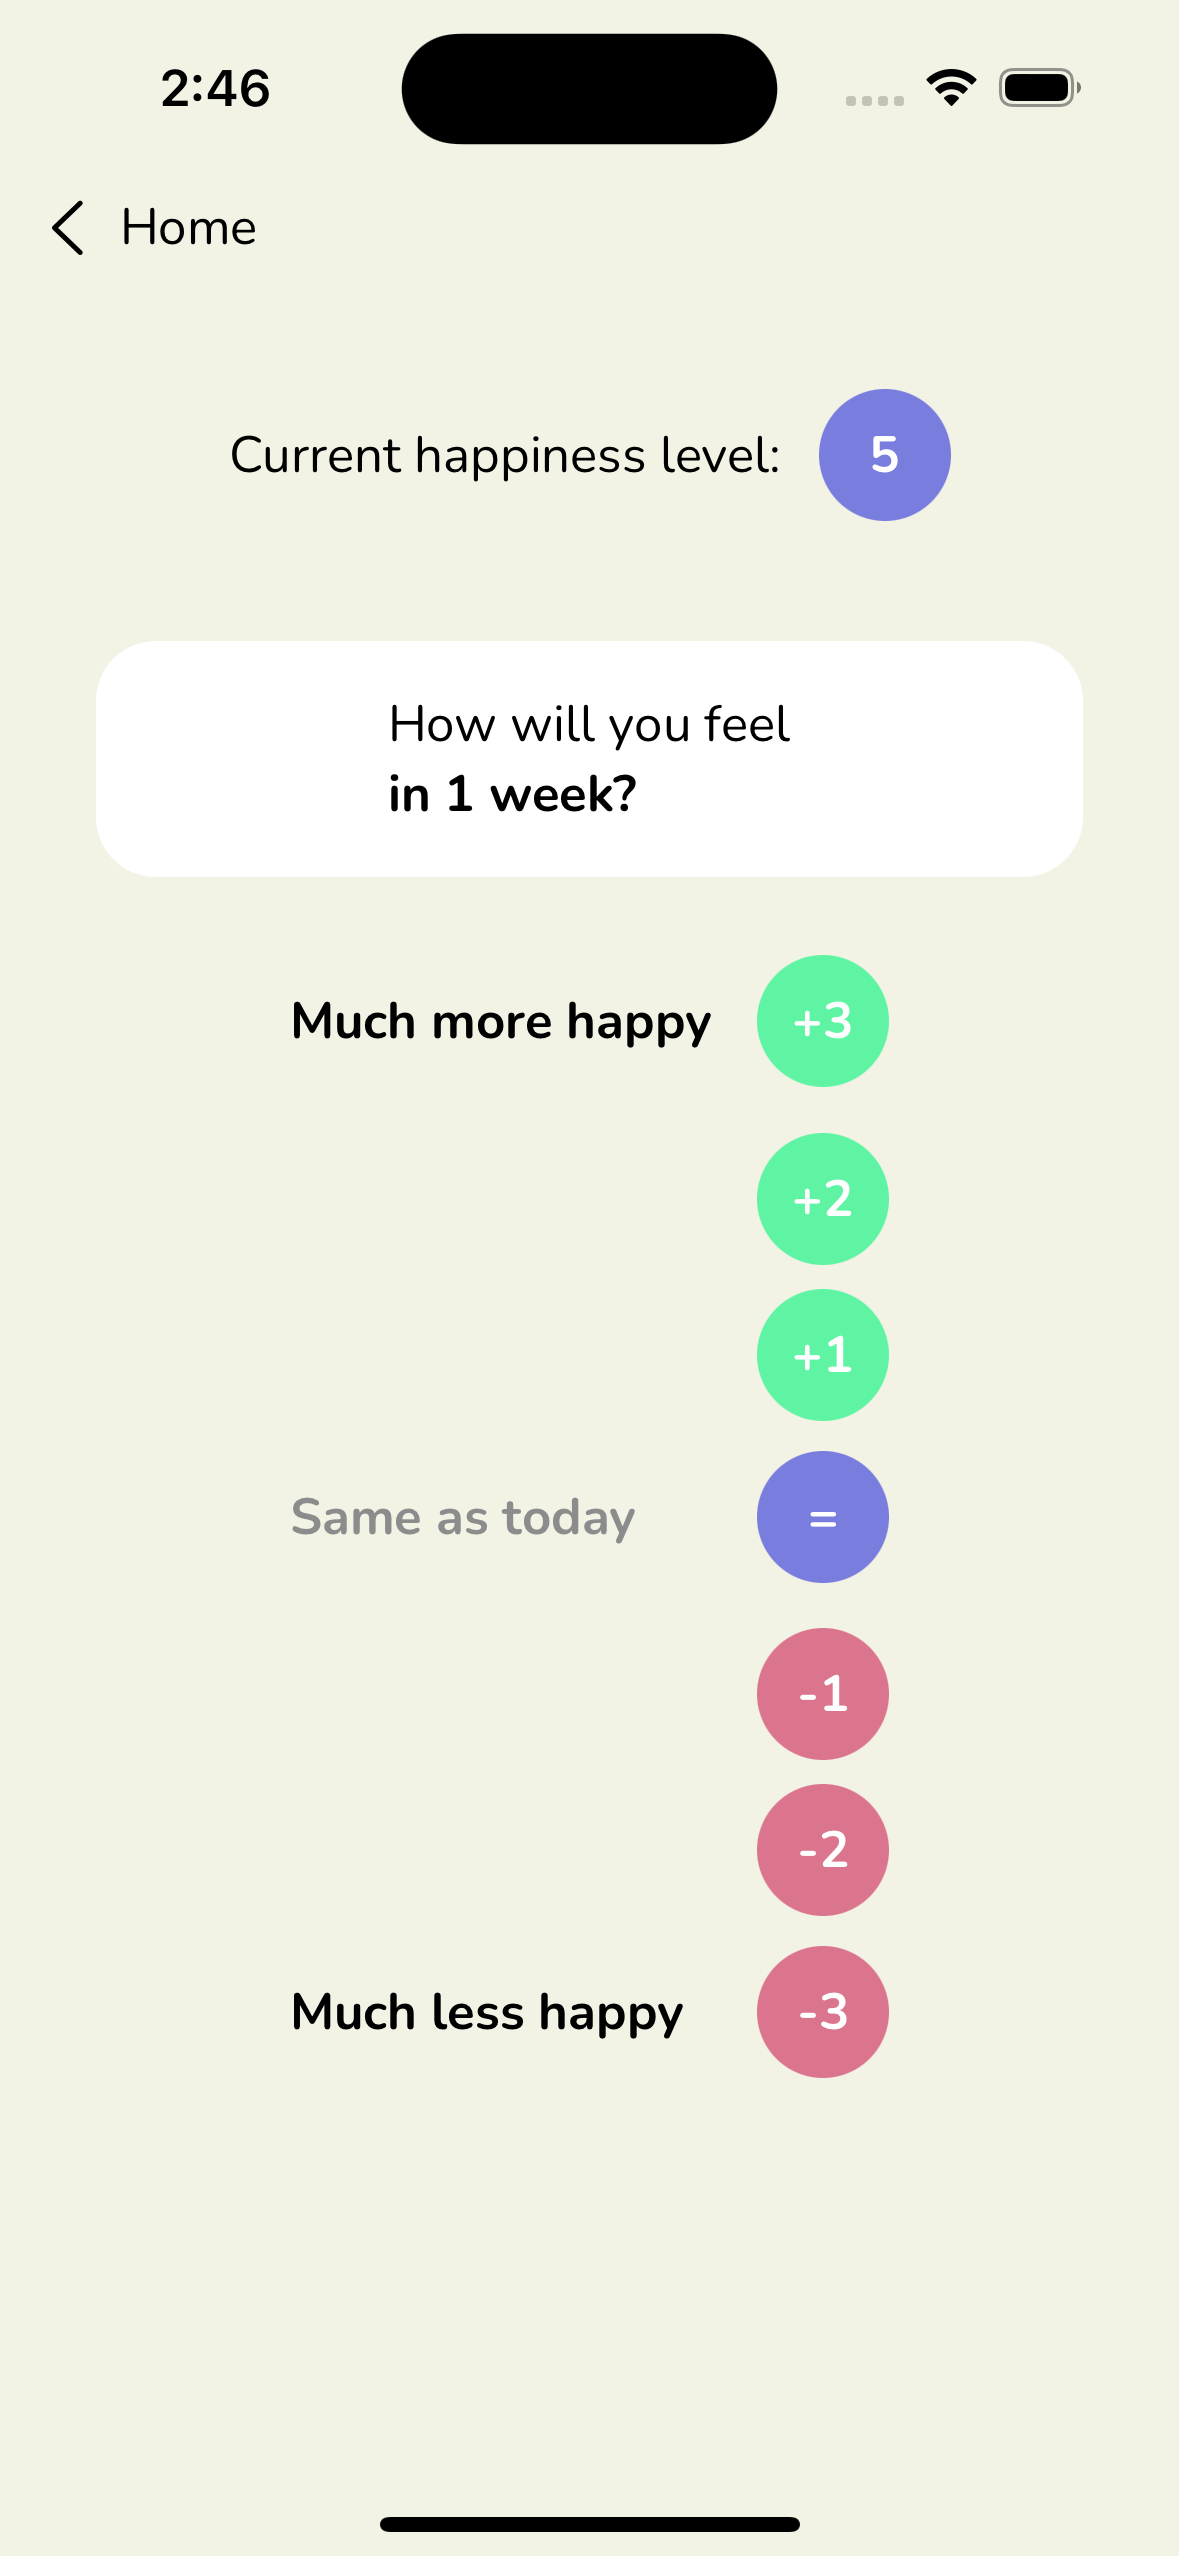 2:46
Home
Current happiness level: 5
How will you feel
in 1 week?
Much more happy +3
+2
+1
Same as today =
-1
-2
Much less happy -3